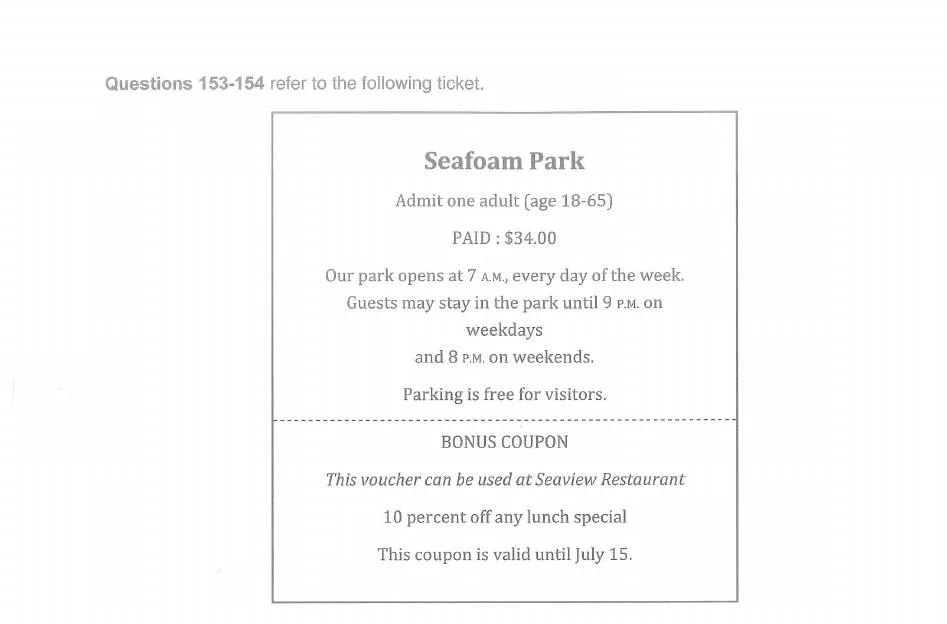 Questions 153-154 refer to the following ticket.
Seafoam Park
Admit one adult (age 18-65)
PAID : $34.00
Our park opens at 7 A.M., every day of the week.
Guests may stay in the park until 9 P.M. on
weekdays
and 8 P.M. on weekends.
Parking is free for visitors.
BONUS COUPON
This voucher can be used at Seaview Restaurant
10 percent off any lunch special
This coupon is valid until July 15.